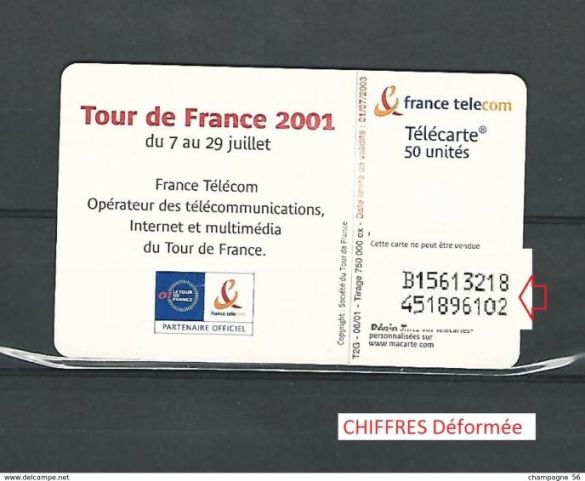 Tour de France 2001
du 7 au 29 juillet
France Télécom
Opérateur des télécommunications,
Internet et multimédia
du Tour de France.
LE TOUR
DE
FRANCE
france telecom
PARTENAIRE OFFICIEL
Copyright : Société du Tour de France
T2G - 06/01 - Tirage 750 000 ex - Date limite de validité : 01/07/2003
france telecom
Télécarte®
50 unités
Cette carte ne peut être vendue
B15613218
451896102
vos télécartes
personnalisées sur :
www.macarte.com
CHIFFRES Déformée
www.delcampe.net
champagne 56